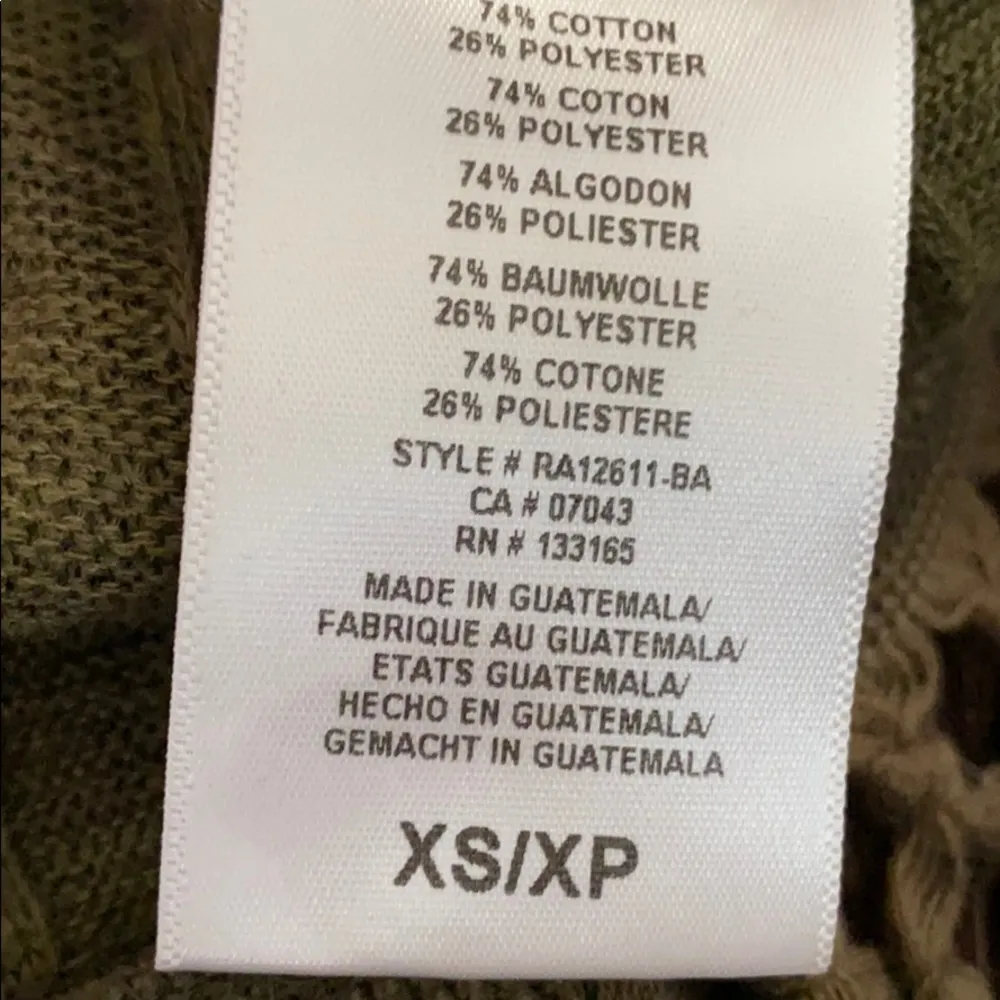 74% COTTON
26% POLYESTER
74% COTON
26% POLYESTER
74% ALGODON
26% POLIESTER
74% BAUMWOLLE
26% POLYESTER
74% COTONE
26% POLIESTERE
STYLE # RA12611-BA
CA # 07043
RN # 133165
MADE IN GUATEMALA/
FABRIQUE AU GUATEMALA/
ETATS GUATEMALA/
HECHO EN GUATEMALA/
GEMACHT IN GUATEMALA
XS/XP